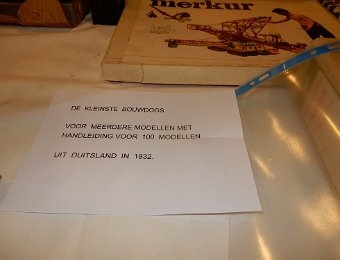 merkur
DE KLEINSTE BOUWDOOS
VOOR MEERDERE MODELLEN MET
HANDLEIDING VOOR 100 MODELLEN
UIT DUITSLAND IN 1932.